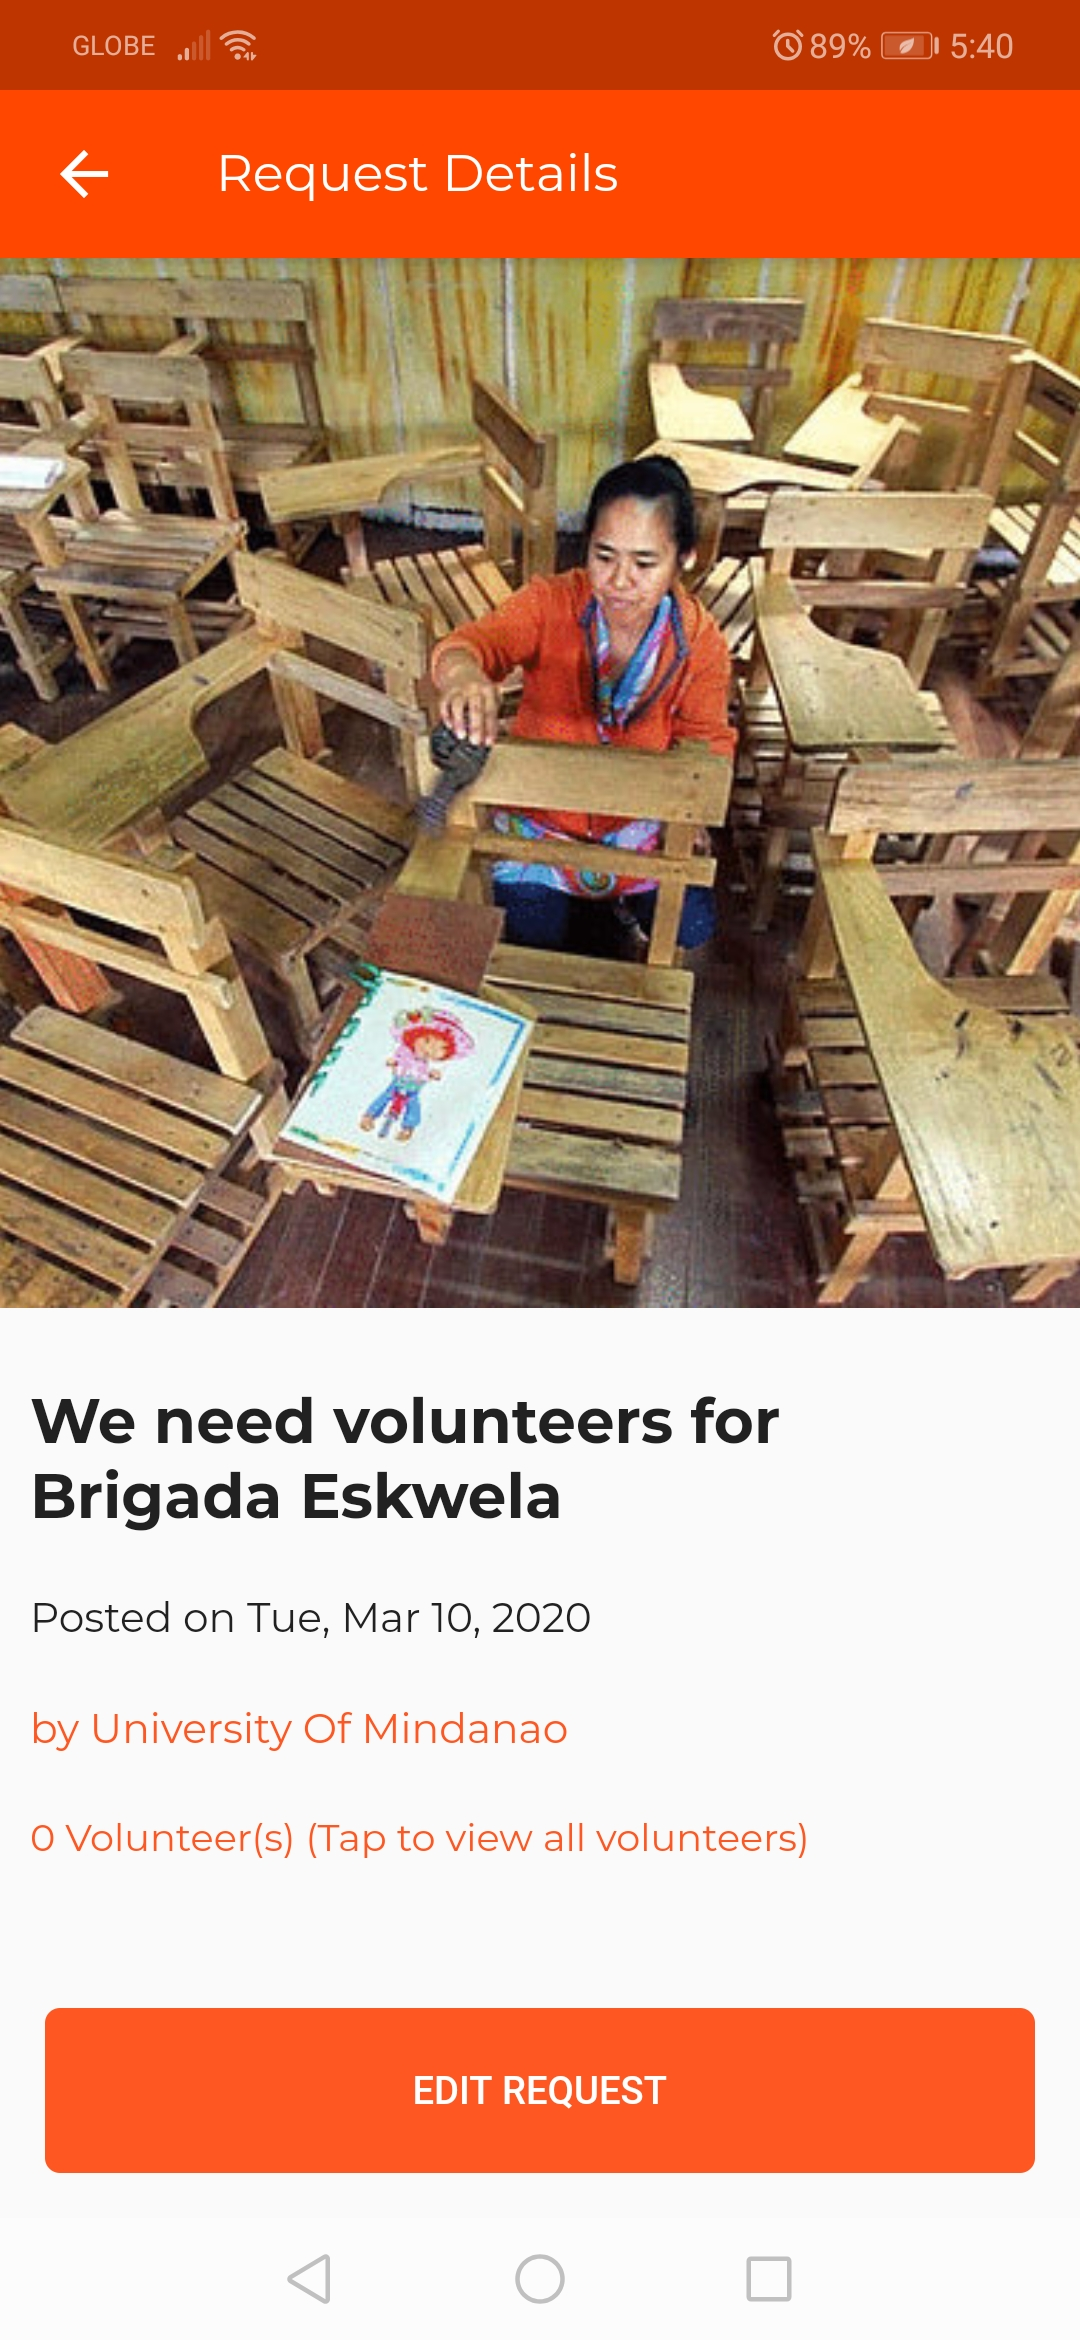 GLOBE 89% 5:40
Request Details
We need volunteers for
Brigada Eskwela
Posted on Tue, Mar 10, 2020
by University Of Mindanao
0 Volunteer(s) (Tap to view all volunteers)
EDIT REQUEST